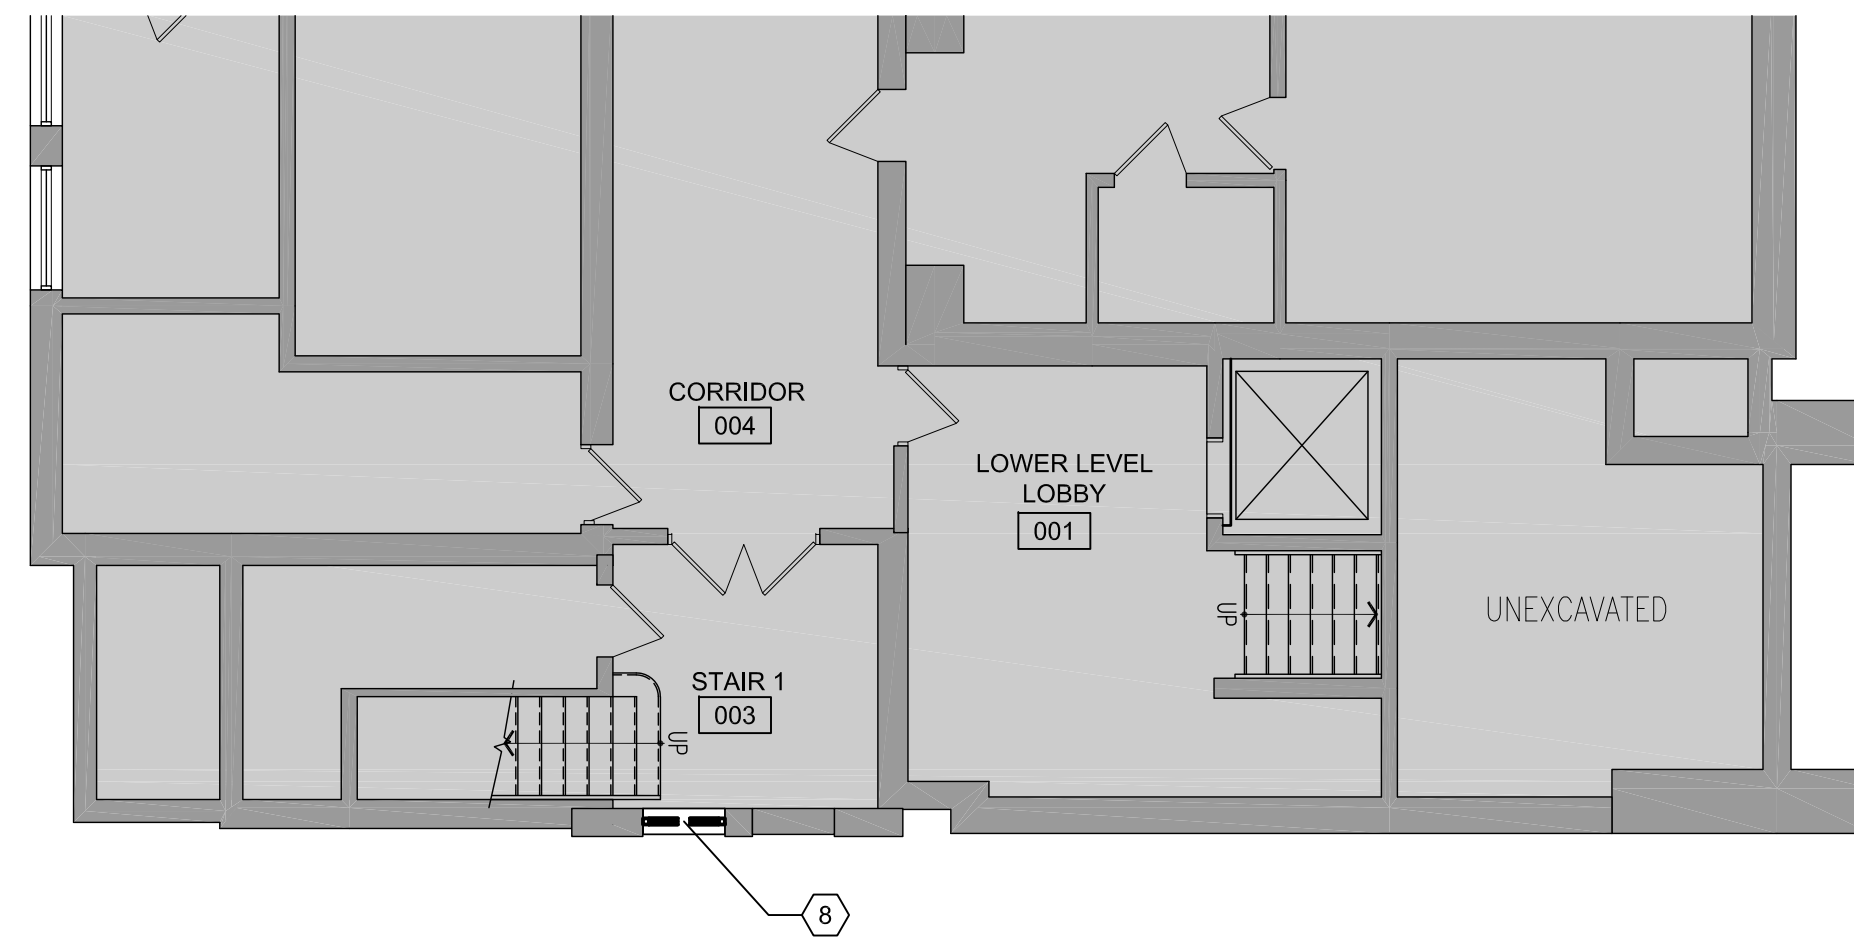 CORRIDOR
004
LOWER LEVEL
LOBBY
001
UP
UNEXCAVATED
STAIR 1
003
UP
8